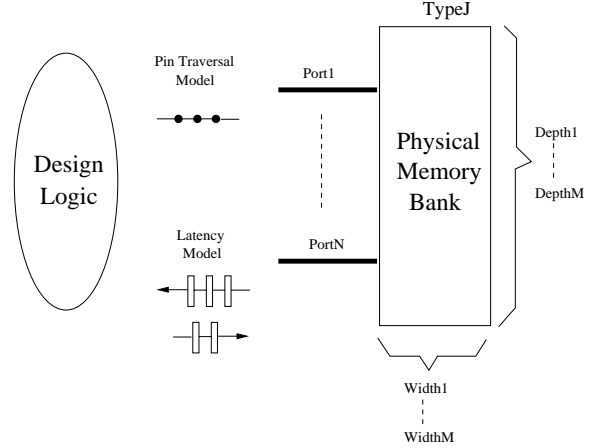 TypeJ
Pin Traversal
Model
Port1
Design
Logic
Physical
Memory
Bank
Depth1
DepthM
Latency
Model
PortN
Width1
WidthM